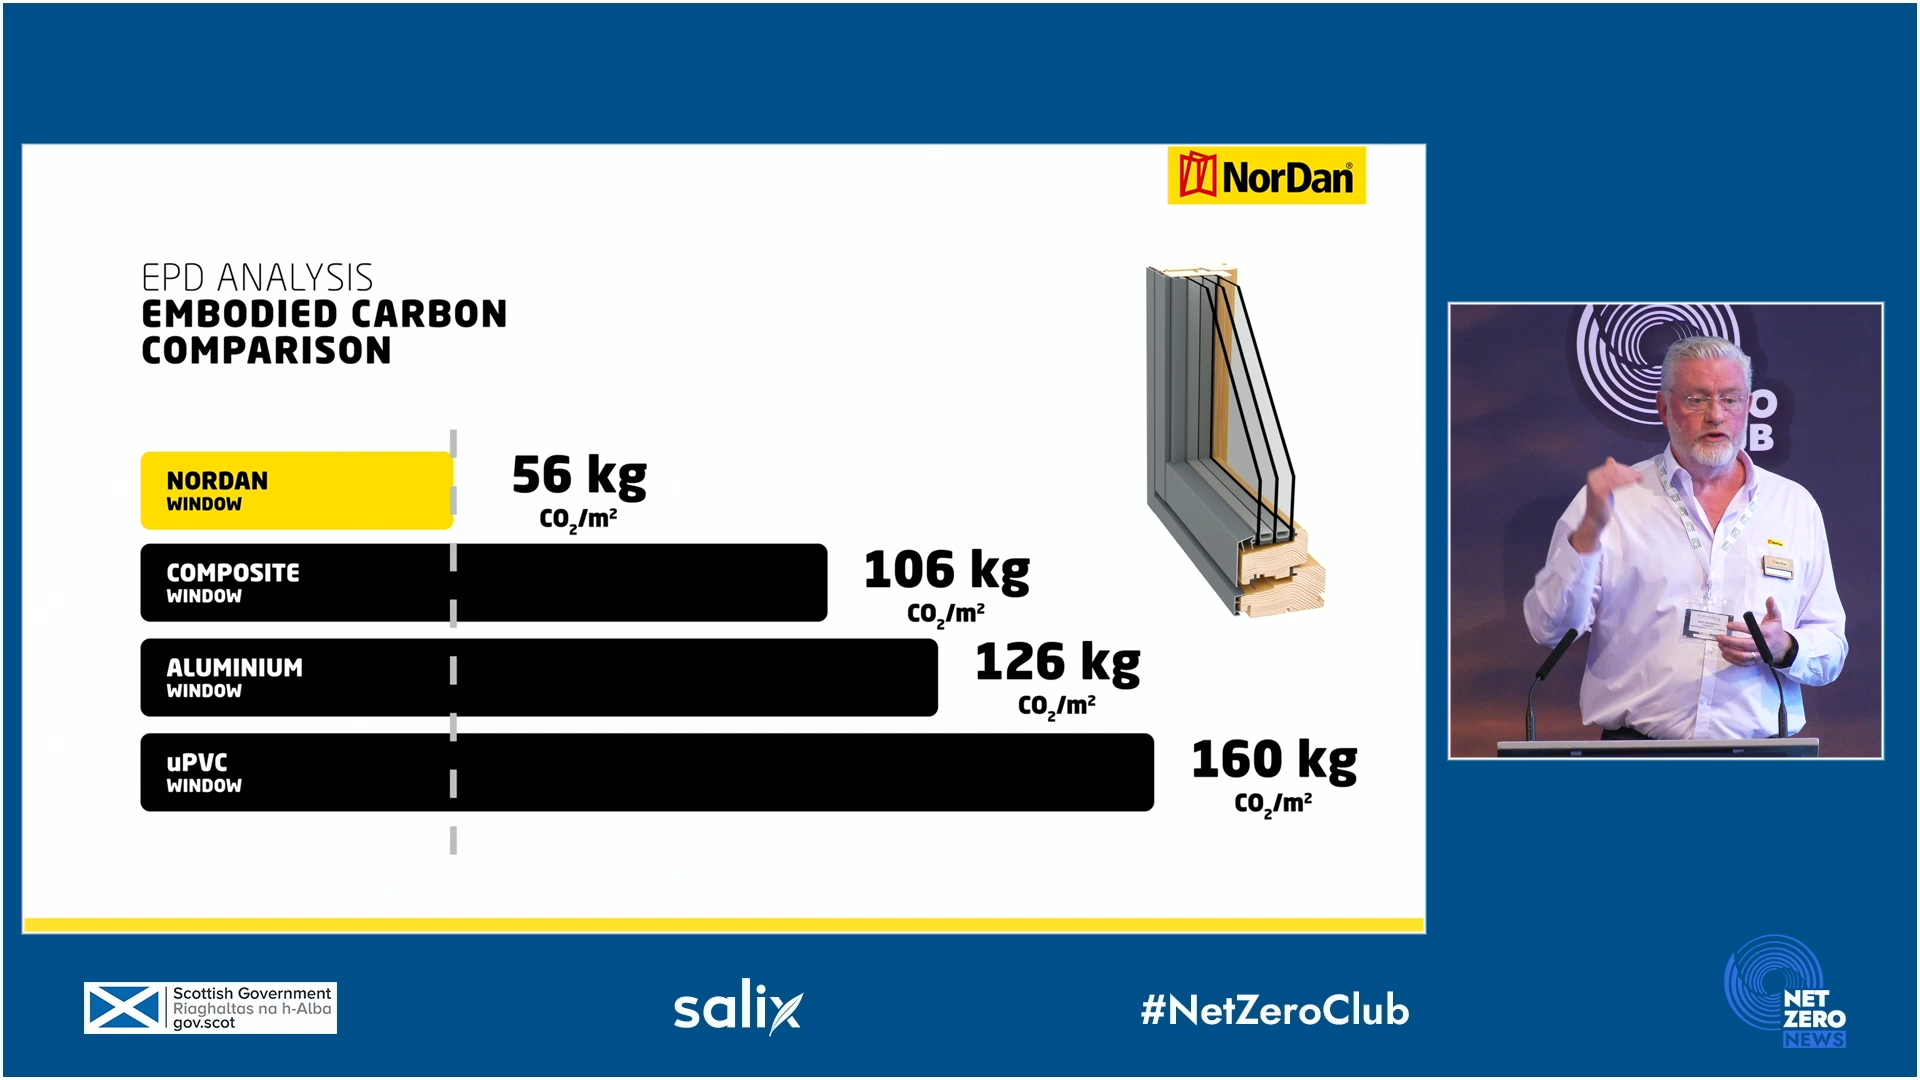 NorDan®
EPD ANALYSIS
EMBODIED CARBON
COMPARISON
NORDAN
WINDOW
56 kg
CO₂/m²
COMPOSITE
WINDOW
106 kg
CO₂/m²
ALUMINIUM
WINDOW
126 kg
CO₂/m²
uPVC
WINDOW
160 kg
CO₂/m²
Scottish Government
Riaghaltas na h-Alba
gov.scot
salix
#NetZeroClub
NET
ZERO
NEWS